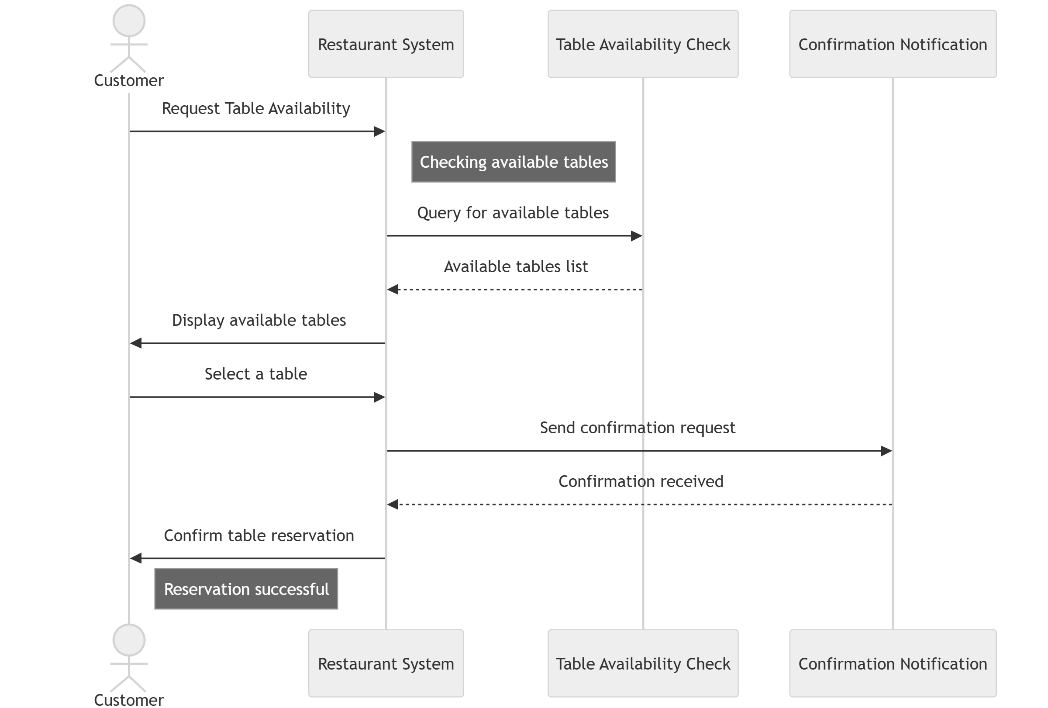 Customer
Restaurant System
Table Availability Check
Confirmation Notification
Request Table Availability
Checking available tables
Query for available tables
Available tables list
Display available tables
Select a table
Send confirmation request
Confirmation received
Confirm table reservation
Reservation successful
Customer
Restaurant System
Table Availability Check
Confirmation Notification